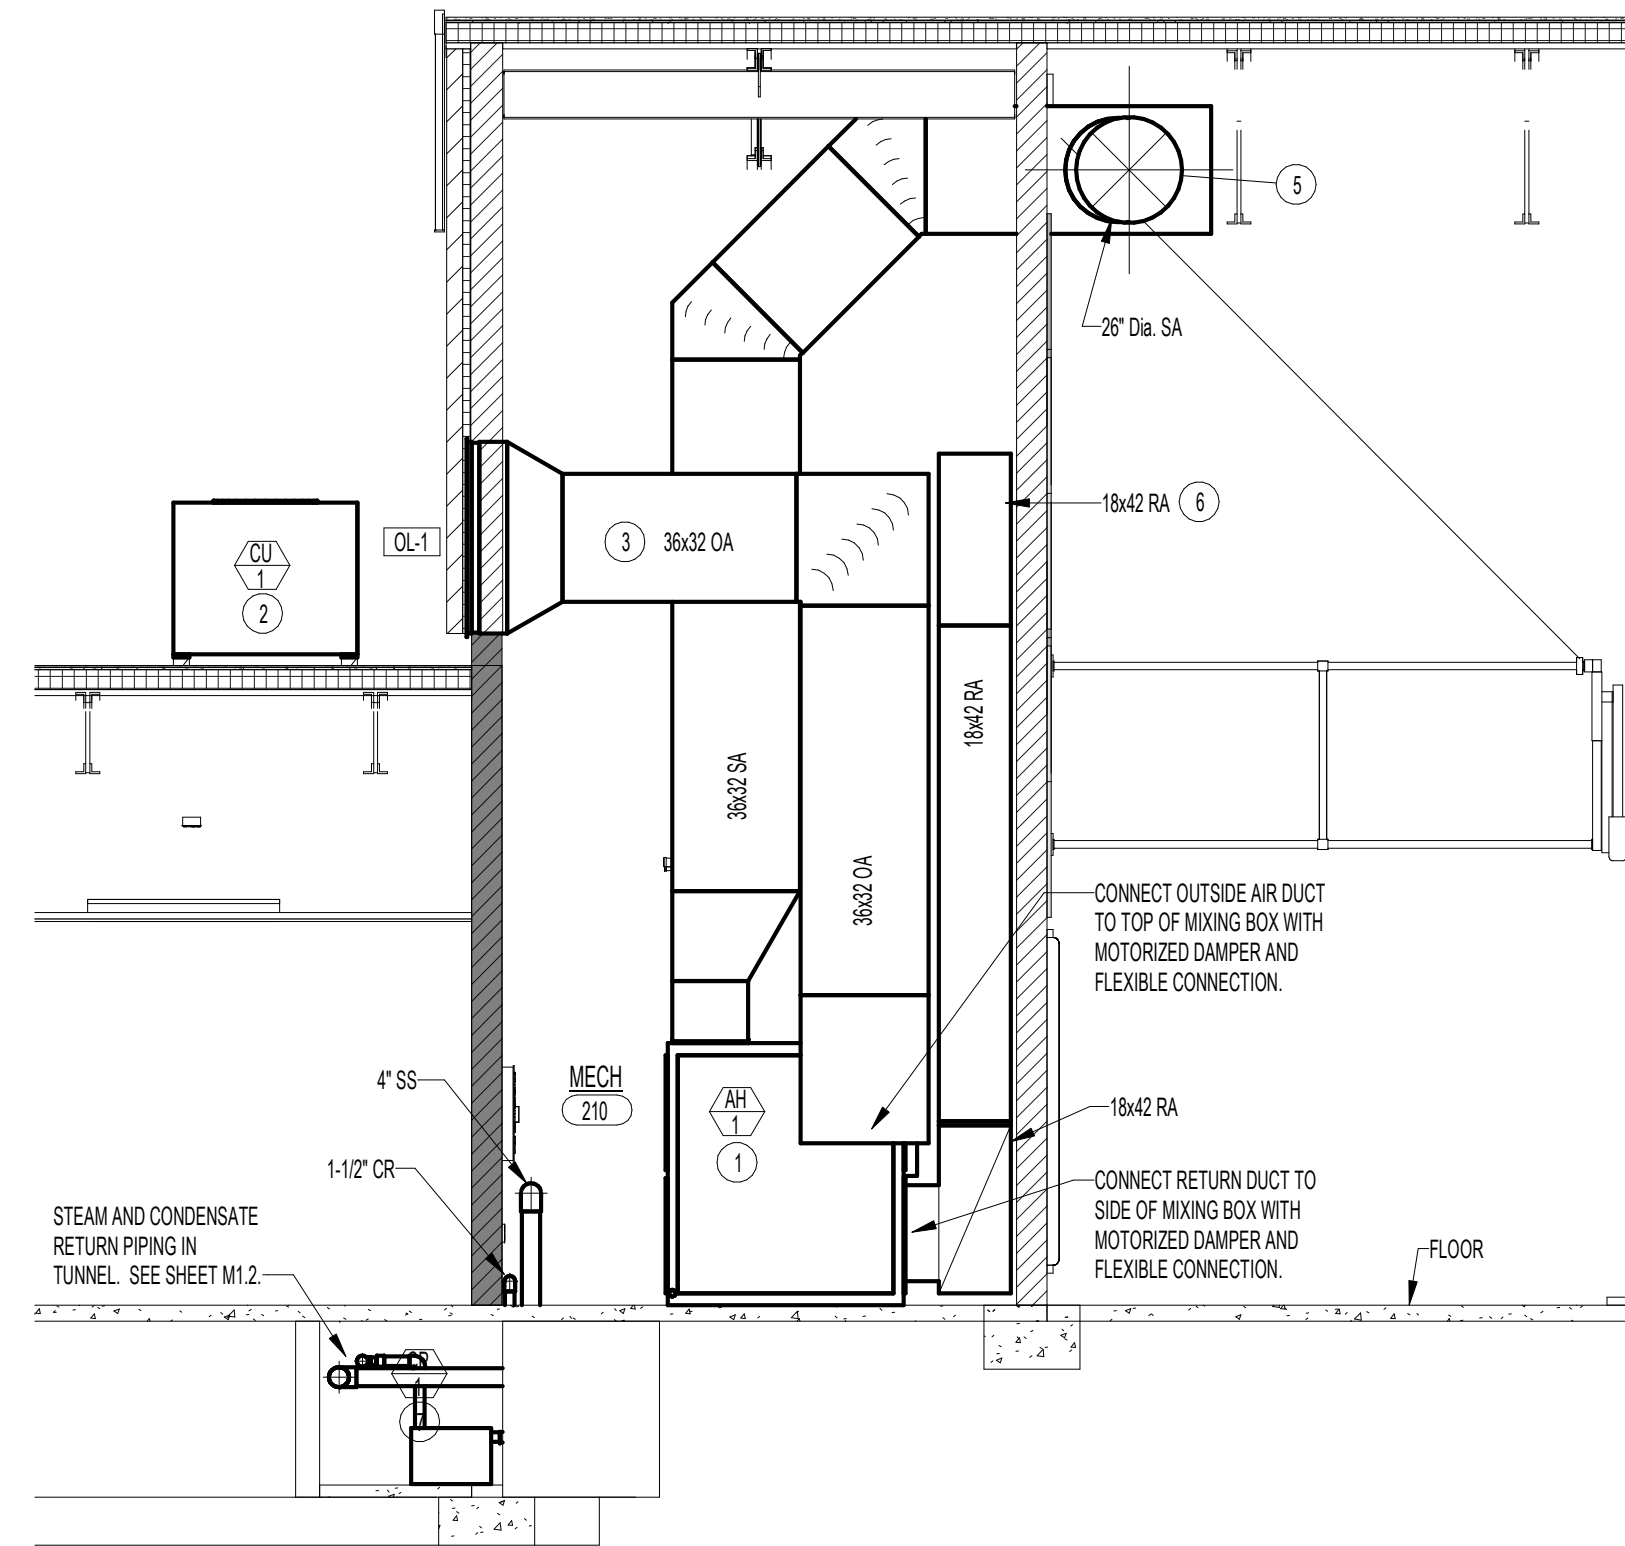 5
26" Dia. SA
18x42 RA
6
OL-1
3
36x32 OA
CU
1
2
18x42 RA
36x32 SA
36x32 OA
CONNECT OUTSIDE AIR DUCT
TO TOP OF MIXING BOX WITH
MOTORIZED DAMPER AND
FLEXIBLE CONNECTION.
4" SS
MECH
210
AH
1
1
18x42 RA
1-1/2" CR
CONNECT RETURN DUCT TO
SIDE OF MIXING BOX WITH
MOTORIZED DAMPER AND
FLEXIBLE CONNECTION.
STEAM AND CONDENSATE
RETURN PIPING IN
TUNNEL. SEE SHEET M1.2.
FLOOR
1
7